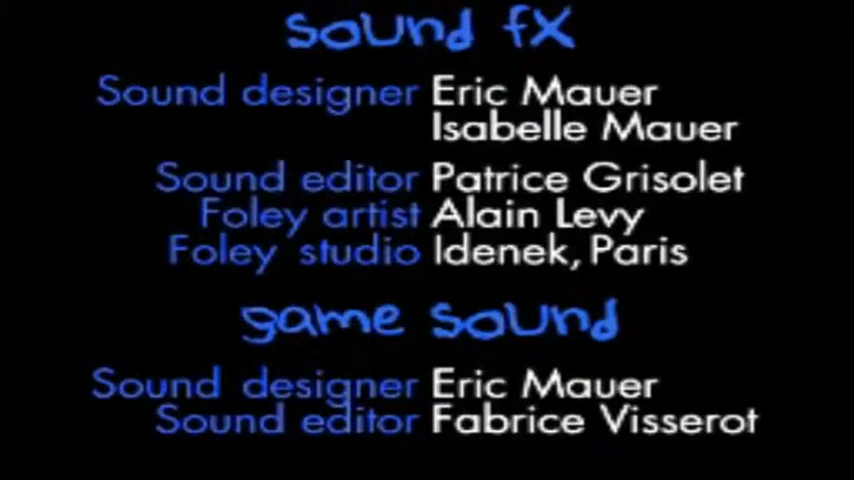 sound fx
Sound designer Eric Mauer
Isabelle Mauer
Sound editor Patrice Grisolet
Foley artist Alain Levy
Foley studio Idenek, Paris
game sound
Sound designer Eric Mauer
Sound editor Fabrice Visserot